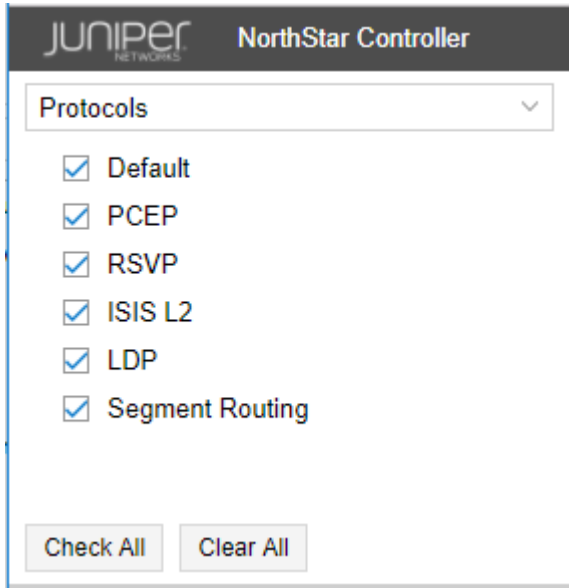 JUNIPER NETWORKS NorthStar Controller
Protocols
Default
PCEP
RSVP
ISIS L2
LDP
Segment Routing
Check All Clear All